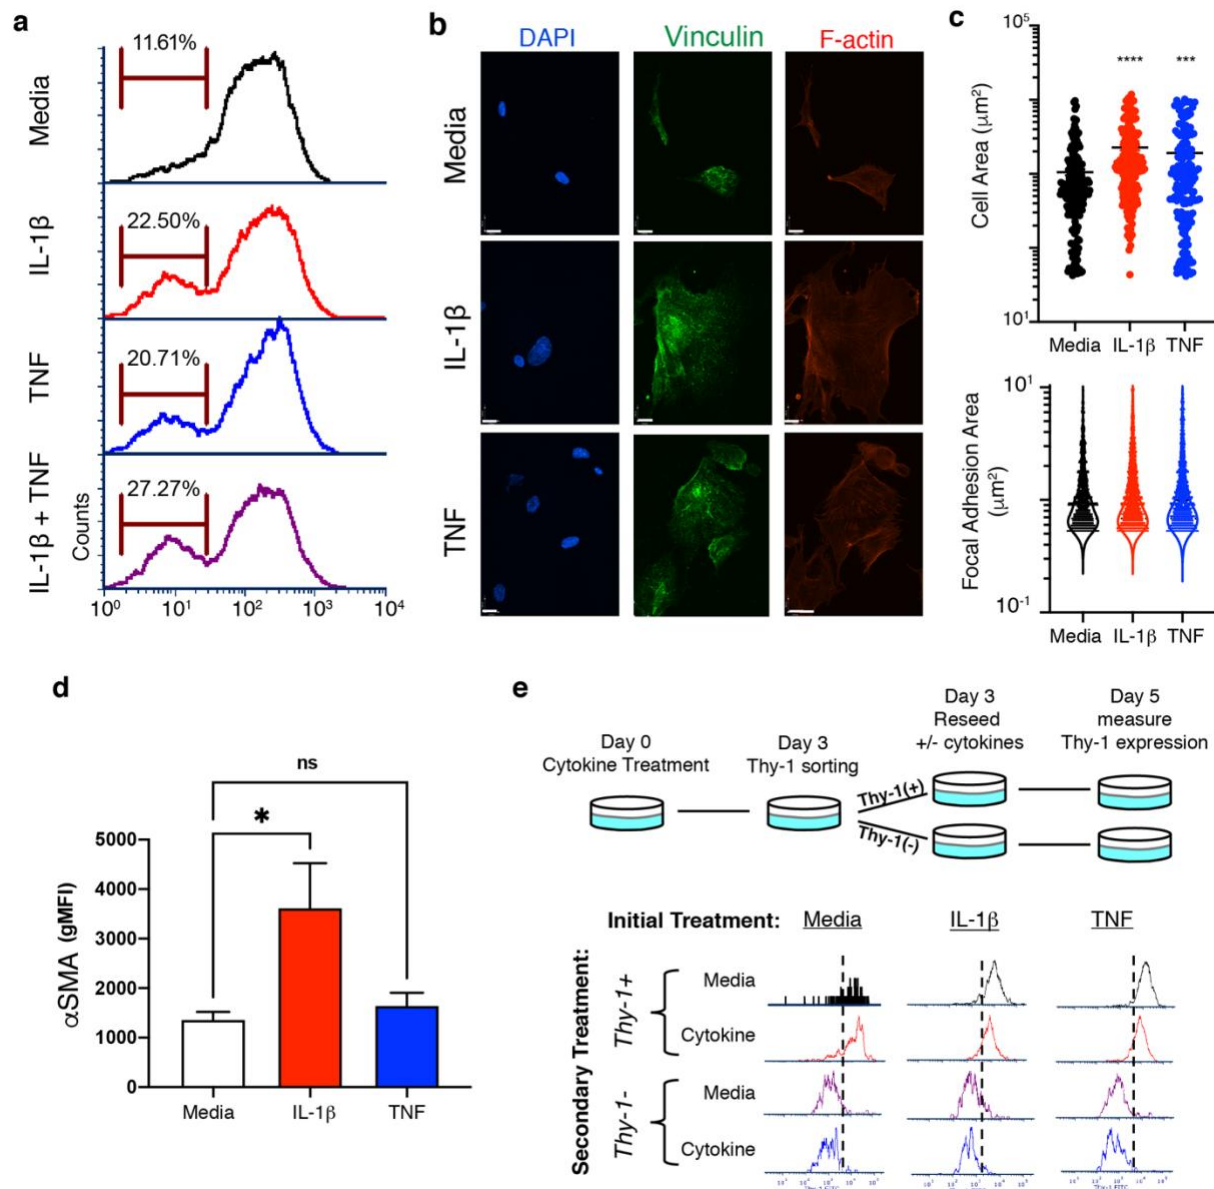 a
Media
11.61%
IL-1β
22.50%
TNF
20.71%
IL-1β + TNF
27.27%
Counts
10⁰ 10¹ 10² 10³ 10⁴
b
DAPI Vinculin F-actin
Media
IL-1β
TNF
c
Cell Area (μm²)
10⁵
10¹
**** ***
Media IL-1β TNF
Focal Adhesion Area
(μm²)
10¹
10⁻¹
Media IL-1β TNF
d
ns
*
αSMA (gMFI)
5000
4000
3000
2000
1000
0
Media IL-1β TNF
e
Day 0
Cytokine Treatment
Day 3
Thy-1 sorting
Thy-1(+)
Thy-1(-)
Day 3
Reseed
+/- cytokines
Day 5
measure
Thy-1 expression
Initial Treatment: Media IL-1β TNF
Secondary Treatment:
Thy-1+
Media
Cytokine
Thy-1-
Media
Cytokine
Thy-1 FITC